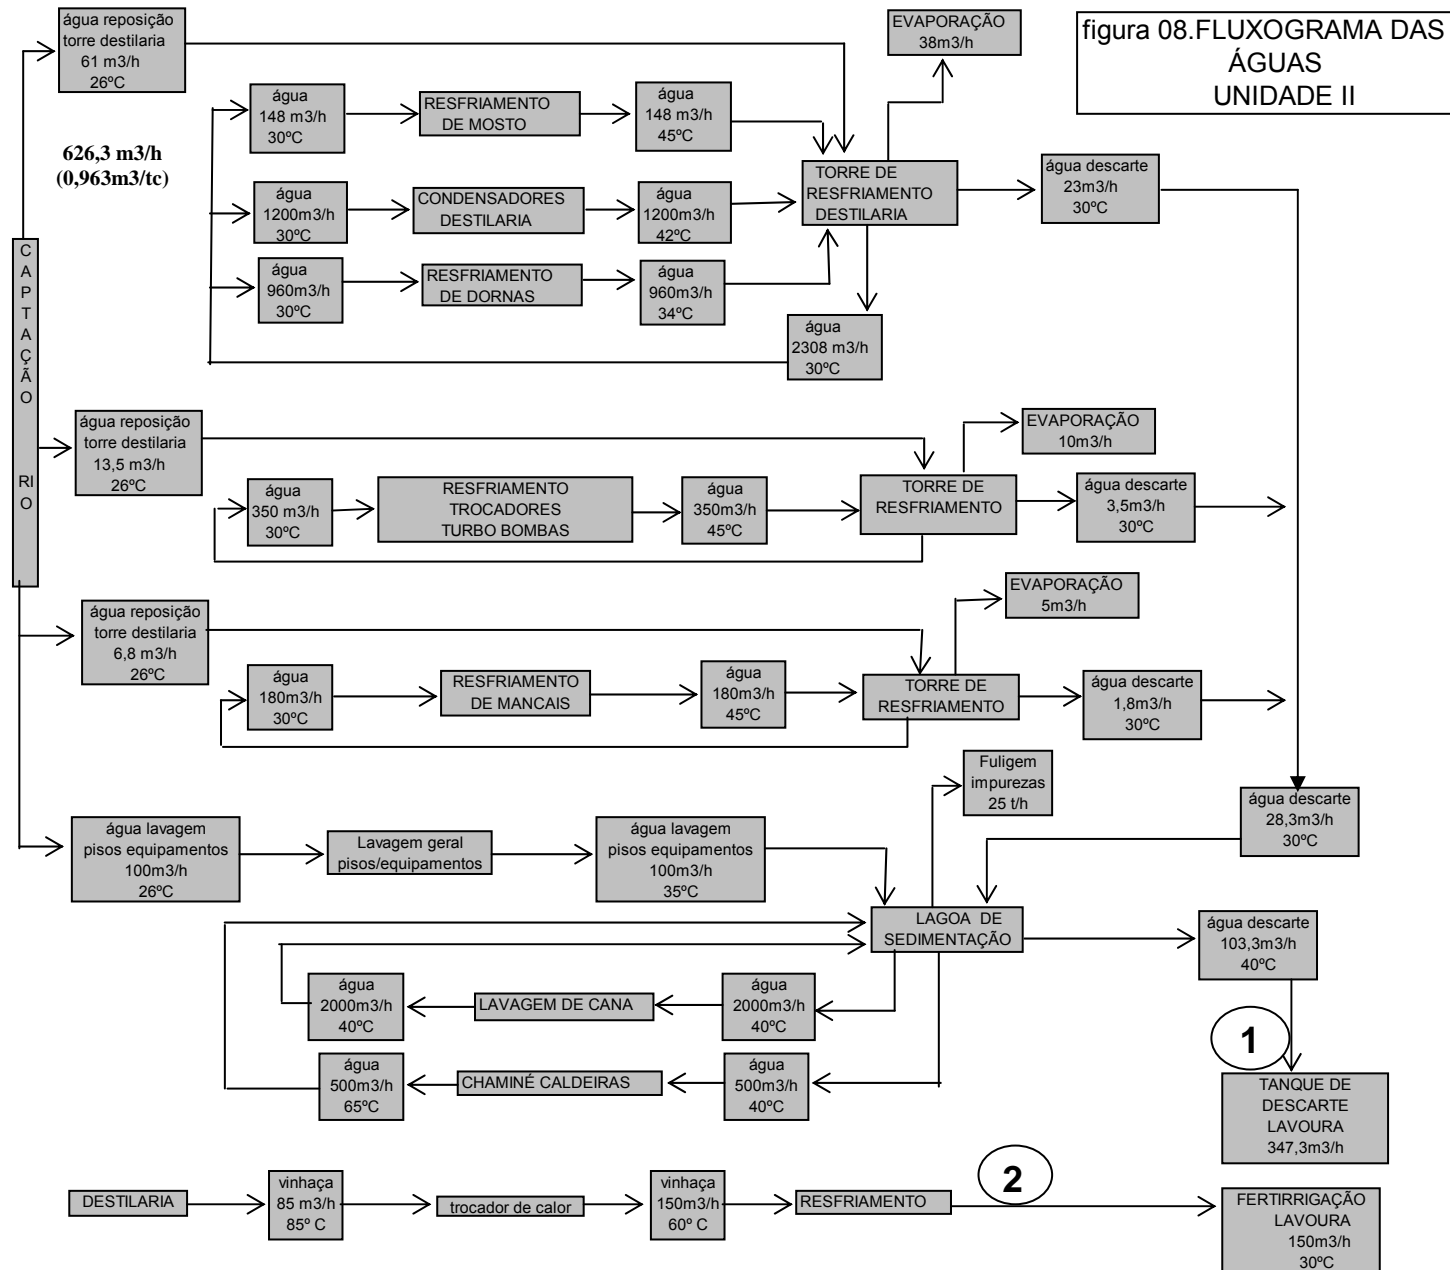 figura 08.FLUXOGRAMA DAS
ÁGUAS
UNIDADE II
água reposição
torre destilaria
61 m3/h
26ºC
EVAPORAÇÃO
38m3/h
água
148 m3/h
30ºC
RESFRIAMENTO
DE MOSTO
água
148 m3/h
45ºC
626,3 m3/h
(0,963m3/tc)
água
1200m3/h
30ºC
CONDENSADORES
DESTILARIA
água
1200m3/h
42ºC
TORRE DE
RESFRIAMENTO
DESTILARIA
água descarte
23m3/h
30ºC
água
960m3/h
30ºC
RESFRIAMENTO
DE DORNAS
água
960m3/h
34ºC
água
2308 m3/h
30ºC
C
A
P
T
A
Ç
Ã
O
RI
O
água reposição
torre destilaria
13,5 m3/h
26ºC
EVAPORAÇÃO
10m3/h
água
350 m3/h
30ºC
RESFRIAMENTO
TROCADORES
TURBO BOMBAS
água
350m3/h
45ºC
TORRE DE
RESFRIAMENTO
água descarte
3,5m3/h
30ºC
água reposição
torre destilaria
6,8 m3/h
26ºC
EVAPORAÇÃO
5m3/h
água
180m3/h
30ºC
RESFRIAMENTO
DE MANCAIS
água
180m3/h
45ºC
TORRE DE
RESFRIAMENTO
água descarte
1,8m3/h
30ºC
Fuligem
impurezas
25 t/h
água descarte
28,3m3/h
30ºC
água lavagem
pisos equipamentos
100m3/h
26ºC
Lavagem geral
pisos/equipamentos
água lavagem
pisos equipamentos
100m3/h
35ºC
LAGOA DE
SEDIMENTAÇÃO
água descarte
103,3m3/h
40ºC
água
2000m3/h
40ºC
LAVAGEM DE CANA
água
2000m3/h
40ºC
1
água
500m3/h
65ºC
CHAMINÉ CALDEIRAS
água
500m3/h
40ºC
TANQUE DE
DESCARTE
LAVOURA
347,3m3/h
DESTILARIA
vinhaça
85 m3/h
85º C
trocador de calor
vinhaça
150m3/h
60º C
RESFRIAMENTO
2
FERTIRRIGAÇÃO
LAVOURA
150m3/h
30ºC